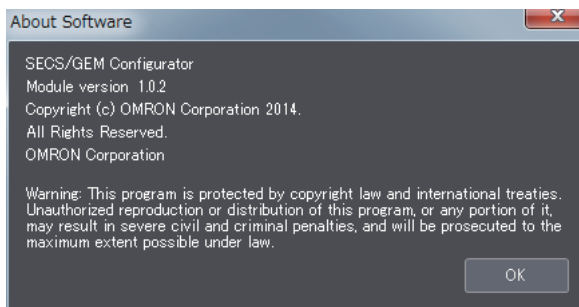 About Software
SECS/GEM Configurator
Module version 1.0.2
Copyright (c) OMRON Corporation 2014.
All Rights Reserved.
OMRON Corporation
Warning: This program is protected by copyright law and international treaties.
Unauthorized reproduction or distribution of this program, or any portion of it,
may result in severe civil and criminal penalties, and will be prosecuted to the
maximum extent possible under law.
OK